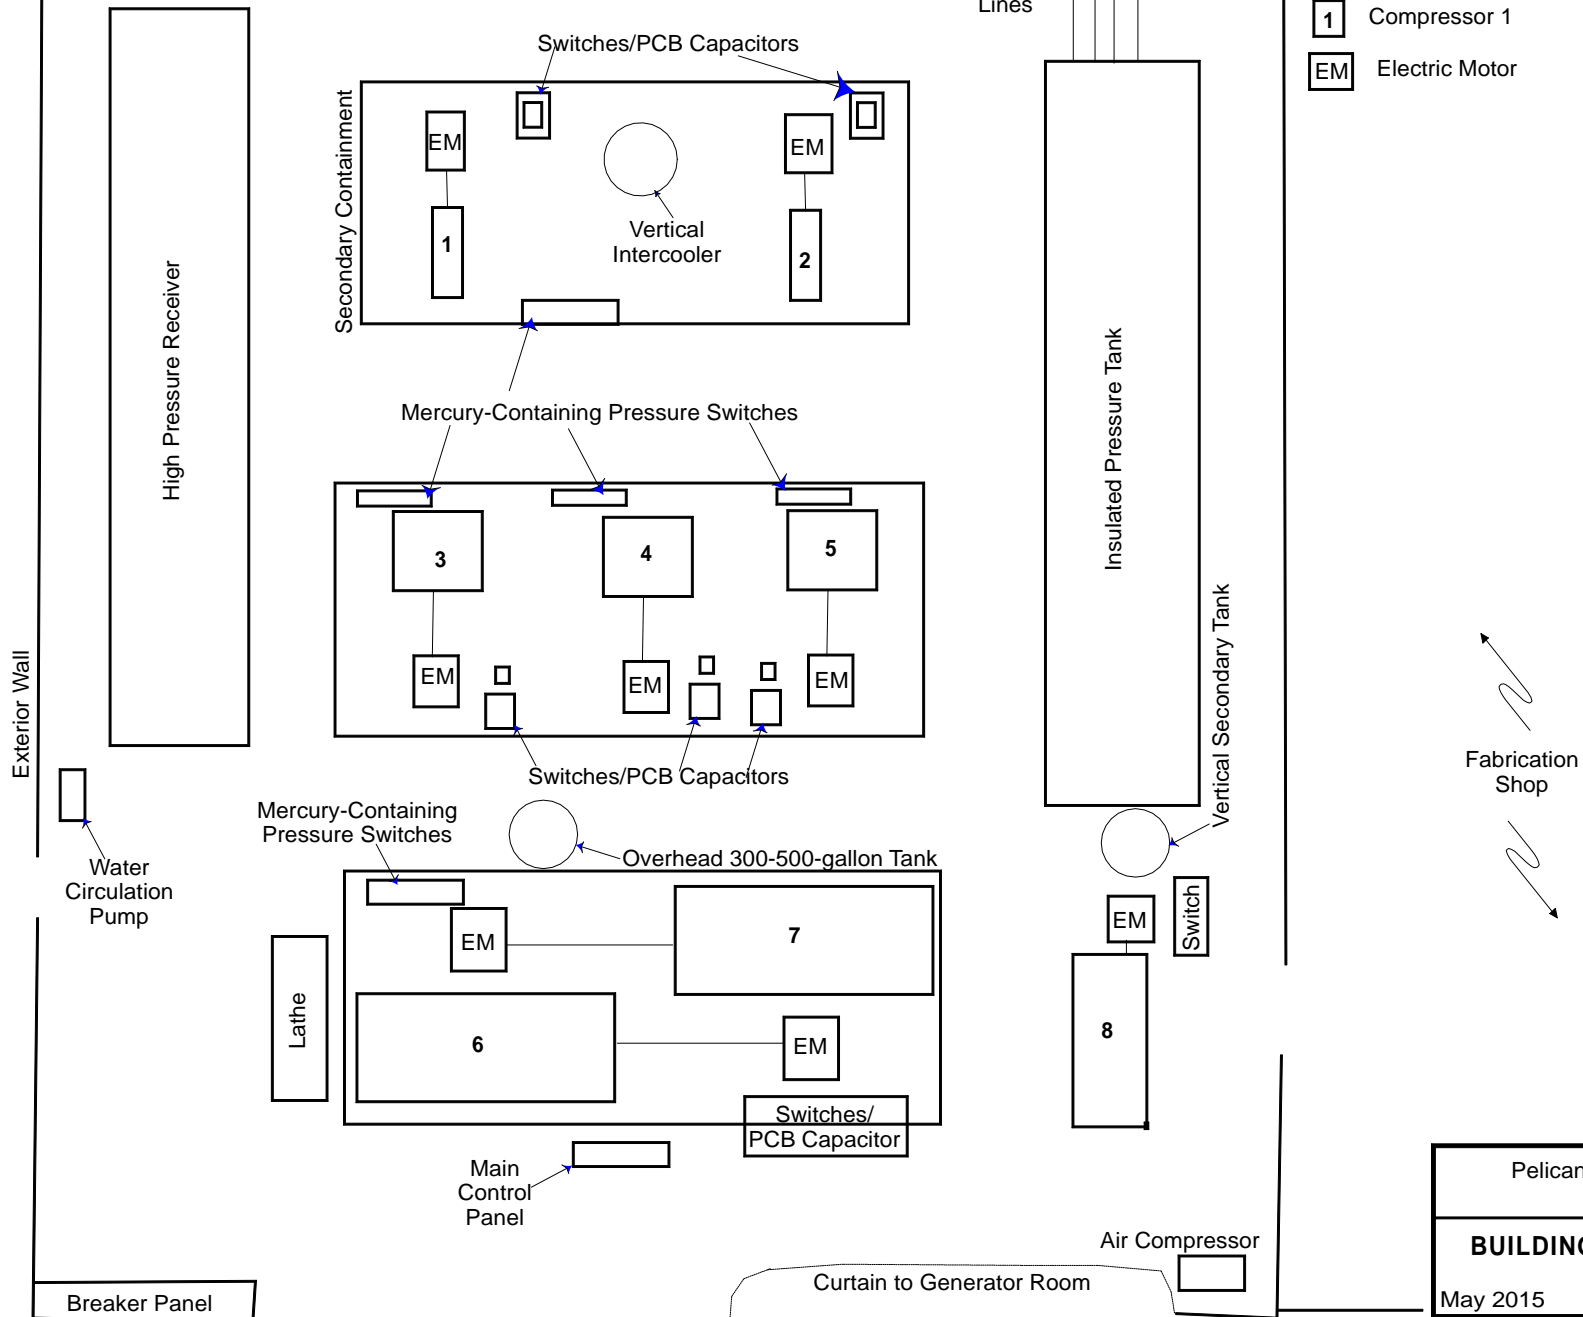 Lines
1
Compressor 1
EM
Electric Motor
Switches/PCB Capacitors
Secondary Containment
EM
EM
Vertical
Intercooler
1
2
High Pressure Receiver
Insulated Pressure Tank
Mercury-Containing Pressure Switches
3
4
5
EM
EM
EM
Switches/PCB Capacitors
Exterior Wall
Vertical Secondary Tank
Fabrication
Shop
Mercury-Containing
Pressure Switches
Overhead 300-500-gallon Tank
Water
Circulation
Pump
EM
7
EM
Switch
Lathe
6
EM
8
Switches/
PCB Capacitor
Main
Control
Panel
Pelican
Air Compressor
BUILDING
Curtain to Generator Room
Breaker Panel
May 2015